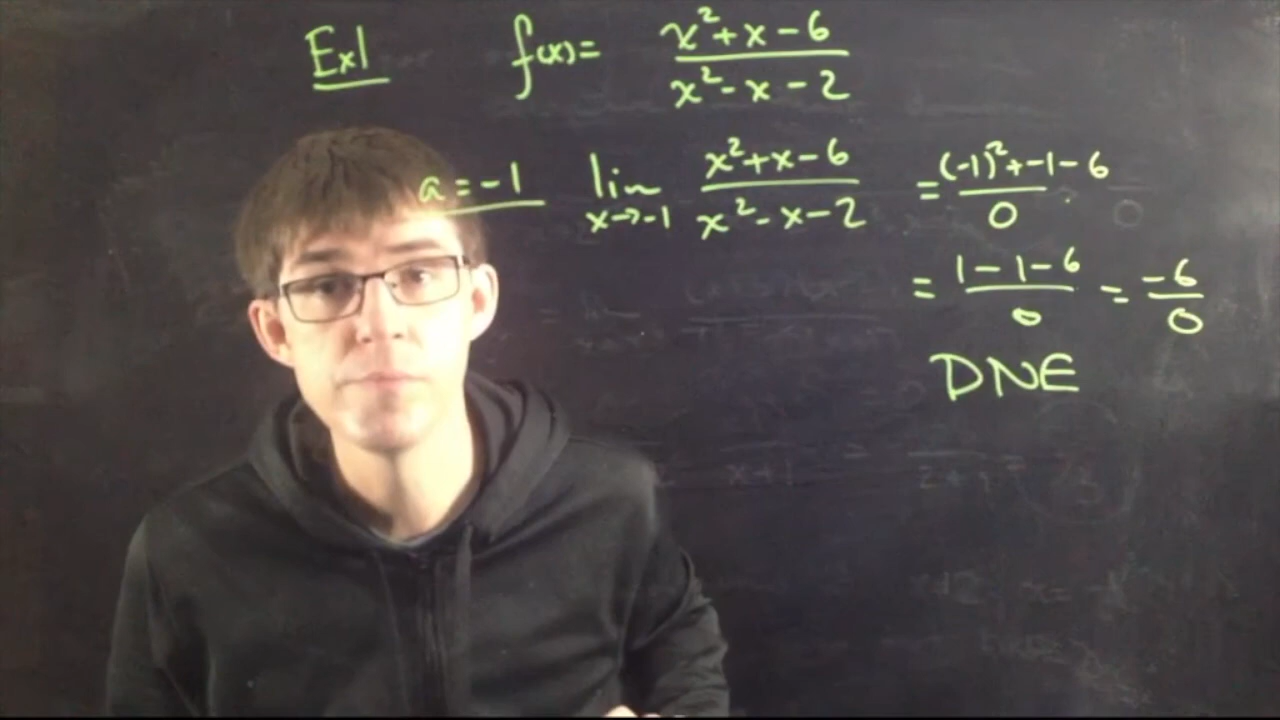 Ex1 f(x) = (x²+x-6)/(x²-x-2)
a = -1 lim x→-1 (x²+x-6)/(x²-x-2) = ((-1)²+-1-6)/0
= (1-1-6)/0 = -6/0
DNE